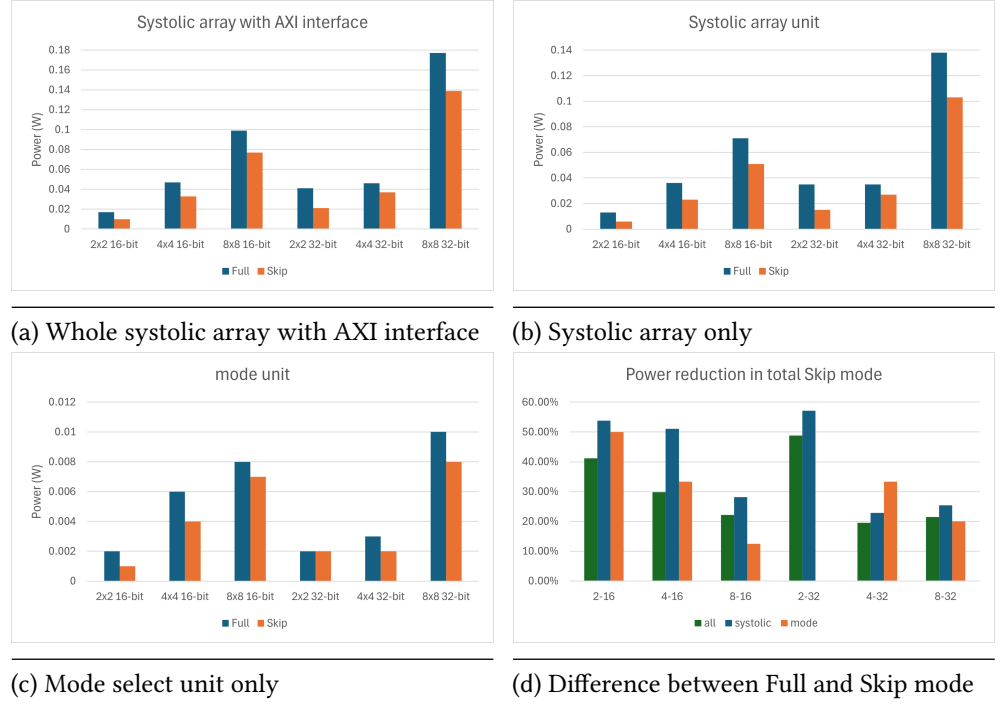 Systolic array with AXI interface
Power (W)
0.18
0.16
0.14
0.12
0.1
0.08
0.06
0.04
0.02
0
2x2 16-bit 4x4 16-bit 8x8 16-bit 2x2 32-bit 4x4 32-bit 8x8 32-bit
Full Skip
(a) Whole systolic array with AXI interface
Systolic array unit
Power (W)
0.14
0.12
0.1
0.08
0.06
0.04
0.02
0
2x2 16-bit 4x4 16-bit 8x8 16-bit 2x2 32-bit 4x4 32-bit 8x8 32-bit
Full Skip
(b) Systolic array only
mode unit
Power (W)
0.012
0.01
0.008
0.006
0.004
0.002
0
2x2 16-bit 4x4 16-bit 8x8 16-bit 2x2 32-bit 4x4 32-bit 8x8 32-bit
Full Skip
(c) Mode select unit only
Power reduction in total Skip mode
60.00%
50.00%
40.00%
30.00%
20.00%
10.00%
0.00%
2-16 4-16 8-16 2-32 4-32 8-32
all systolic mode
(d) Difference between Full and Skip mode